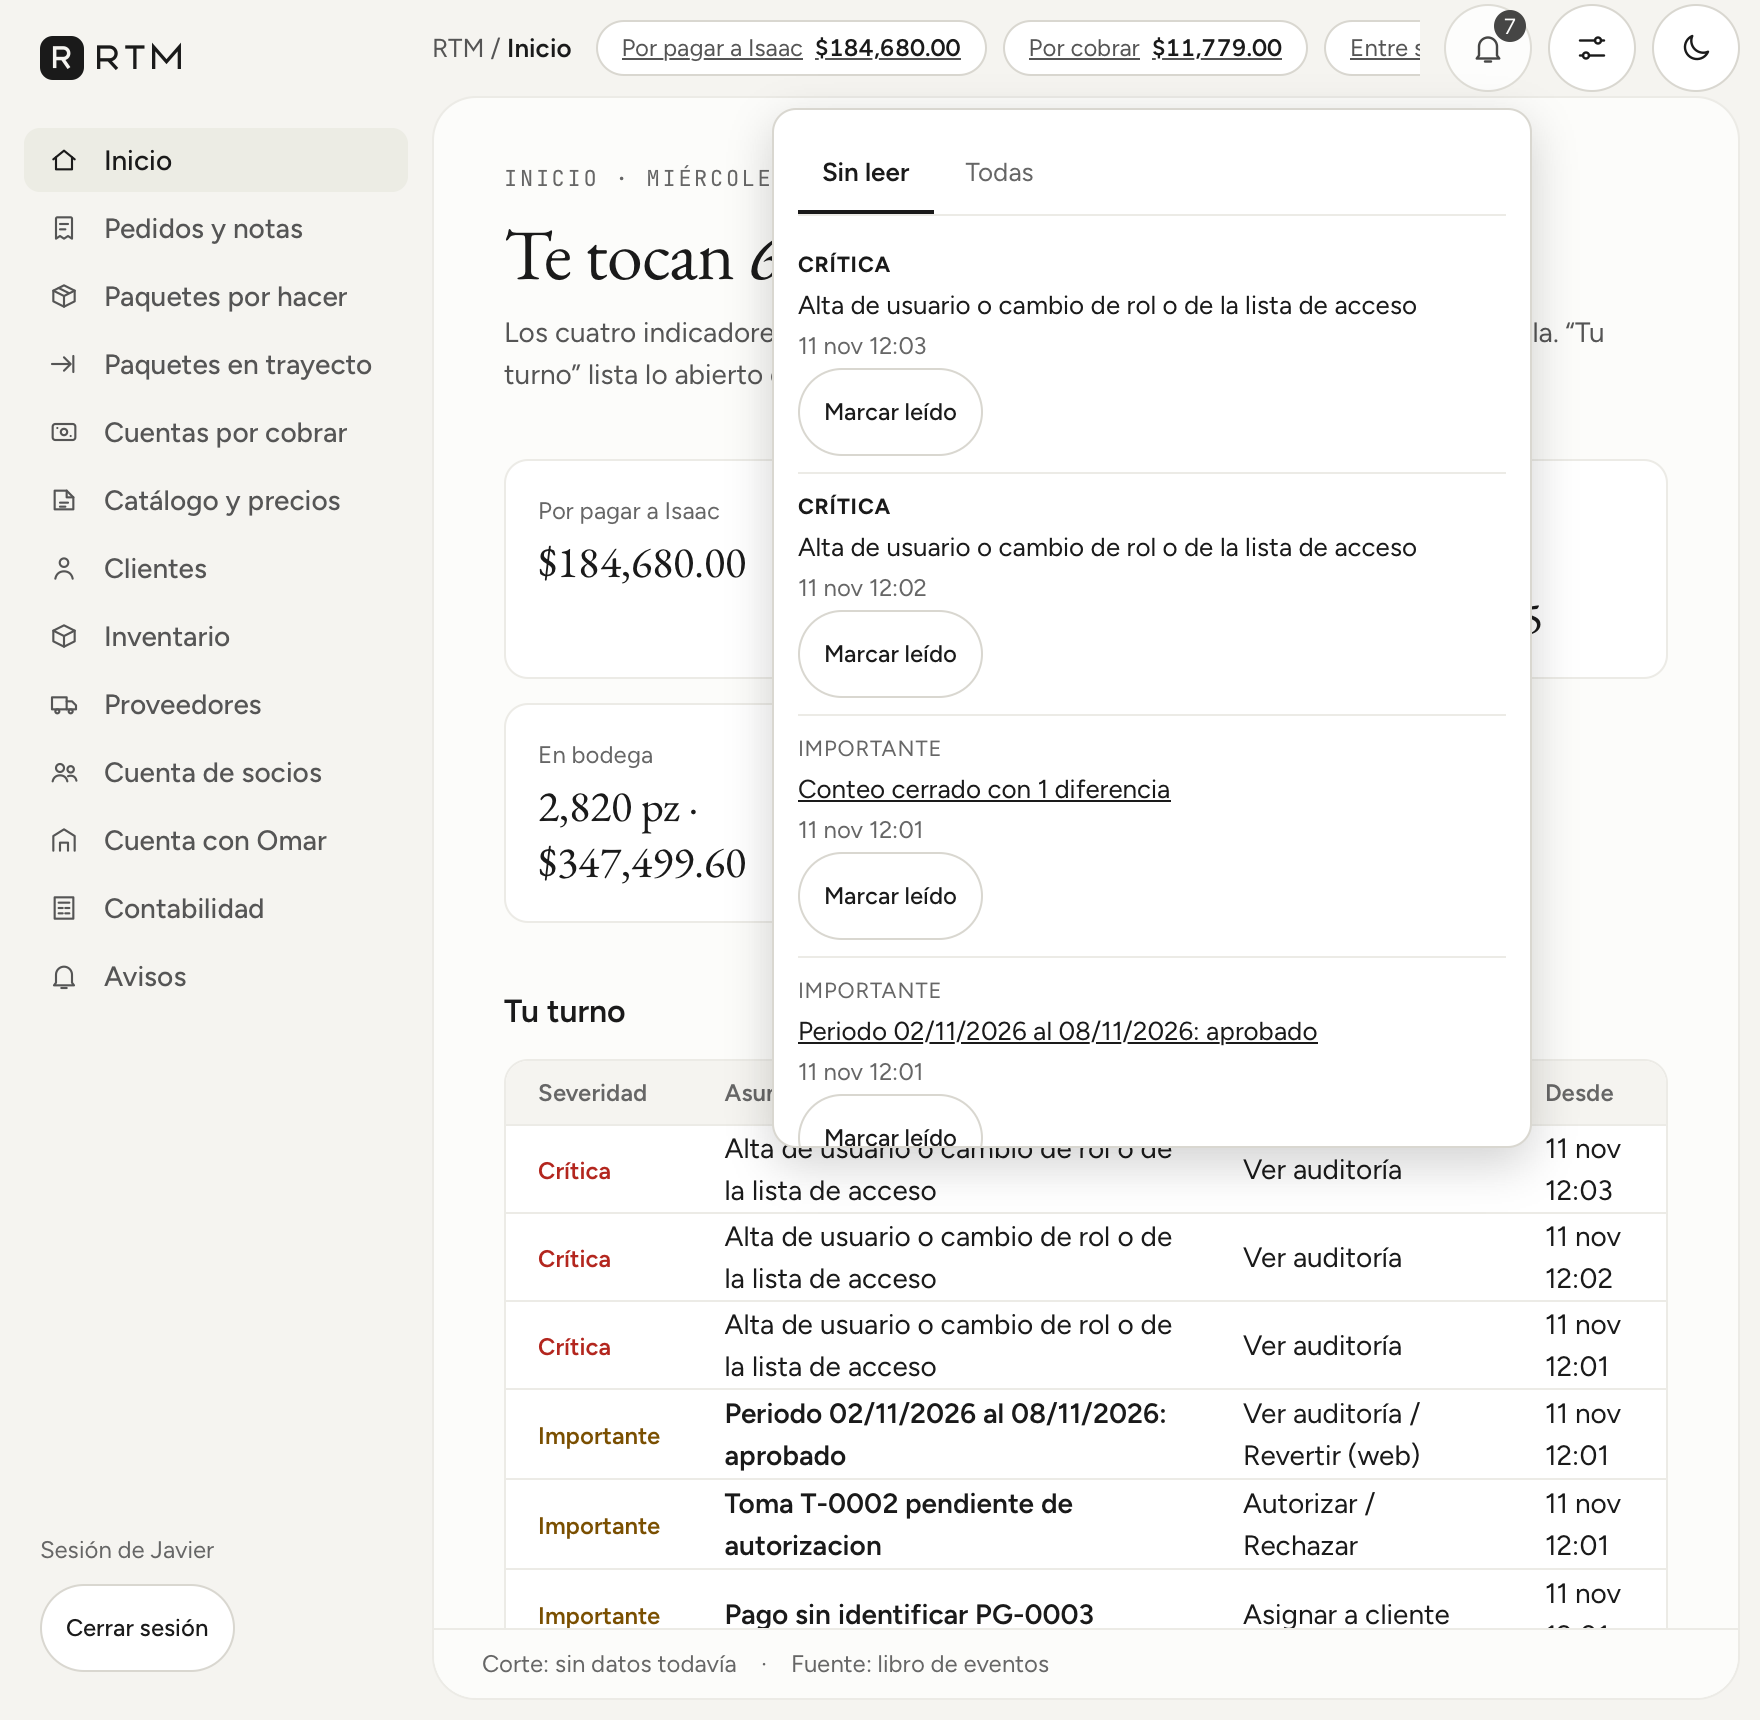 R RTM
Inicio
Pedidos y notas
Paquetes por hacer
Paquetes en trayecto
Cuentas por cobrar
Catálogo y precios
Clientes
Inventario
Proveedores
Cuenta de socios
Cuenta con Omar
Contabilidad
Avisos
Sesión de Javier
Cerrar sesión
RTM / Inicio
Por pagar a Isaac $184,680.00
Por cobrar $11,779.00
Entre
7
INICIO · MIÉRCOLE
Te tocan
Los cuatro indicadore
la. “Tu
turno” lista lo abierto
Por pagar a Isaac
$184,680.00
5
En bodega
2,820 pz ·
$347,499.60
Sin leer
Todas
CRÍTICA
Alta de usuario o cambio de rol o de la lista de acceso
11 nov 12:03
Marcar leído
CRÍTICA
Alta de usuario o cambio de rol o de la lista de acceso
11 nov 12:02
Marcar leído
IMPORTANTE
Conteo cerrado con 1 diferencia
11 nov 12:01
Marcar leído
IMPORTANTE
Periodo 02/11/2026 al 08/11/2026: aprobado
11 nov 12:01
Marcar leído
Tu turno
Severidad
Desde
Crítica
Alta de usuario o cambio de rol o de
la lista de acceso
Ver auditoría
11 nov
12:03
Crítica
Alta de usuario o cambio de rol o de
la lista de acceso
Ver auditoría
11 nov
12:02
Crítica
Alta de usuario o cambio de rol o de
la lista de acceso
Ver auditoría
11 nov
12:01
Importante
Periodo 02/11/2026 al 08/11/2026:
aprobado
Ver auditoría /
Revertir (web)
11 nov
12:01
Importante
Toma T-0002 pendiente de
autorizacion
Autorizar /
Rechazar
11 nov
12:01
Importante
Pago sin identificar PG-0003
Asignar a cliente
11 nov
Corte: sin datos todavía · Fuente: libro de eventos